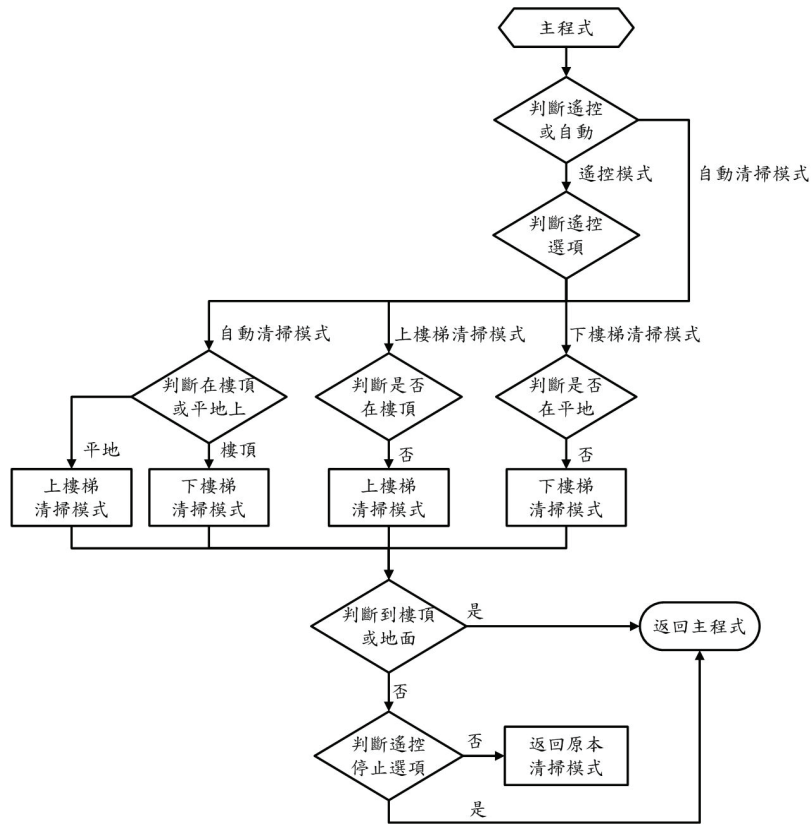 主程式
判斷遙控
或自動
遙控模式
自動清掃模式
判斷遙控
選項
自動清掃模式
上樓梯清掃模式
下樓梯清掃模式
判斷在樓頂
或平地上
判斷是否
在樓頂
判斷是否
在平地
平地
樓頂
否
否
上樓梯
清掃模式
下樓梯
清掃模式
上樓梯
清掃模式
下樓梯
清掃模式
判斷到樓頂
或地面
是
返回主程式
否
判斷遙控
停止選項
否
返回原本
清掃模式
是